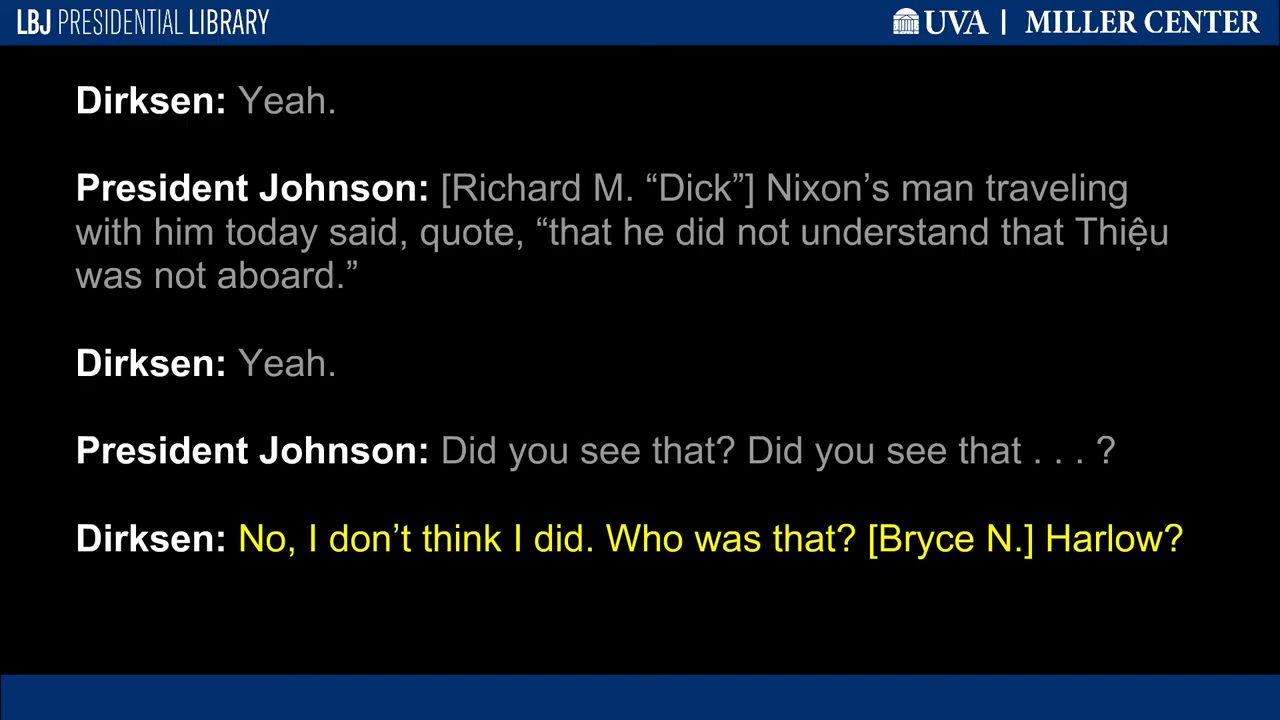 LBJ PRESIDENTIAL LIBRARY
UVA | MILLER CENTER
Dirksen: Yeah.
President Johnson: [Richard M. “Dick”] Nixon’s man traveling
with him today said, quote, “that he did not understand that Thiệu
was not aboard.”
Dirksen: Yeah.
President Johnson: Did you see that? Did you see that . . . ?
Dirksen: No, I don’t think I did. Who was that? [Bryce N.] Harlow?